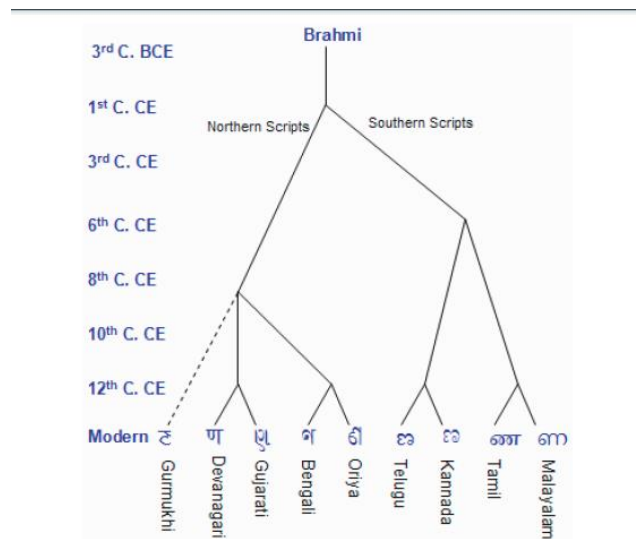 Brahmi
3rd C. BCE
1st C. CE
Northern Scripts
Southern Scripts
3rd C. CE
6th C. CE
8th C. CE
10th C. CE
12th C. CE
Modern ਣ ण ણ ণ ଣ ణ ಣ ண ണ
Gurmukhi
Devanagari
Gujarati
Bengali
Oriya
Telugu
Kannada
Tamil
Malayalam